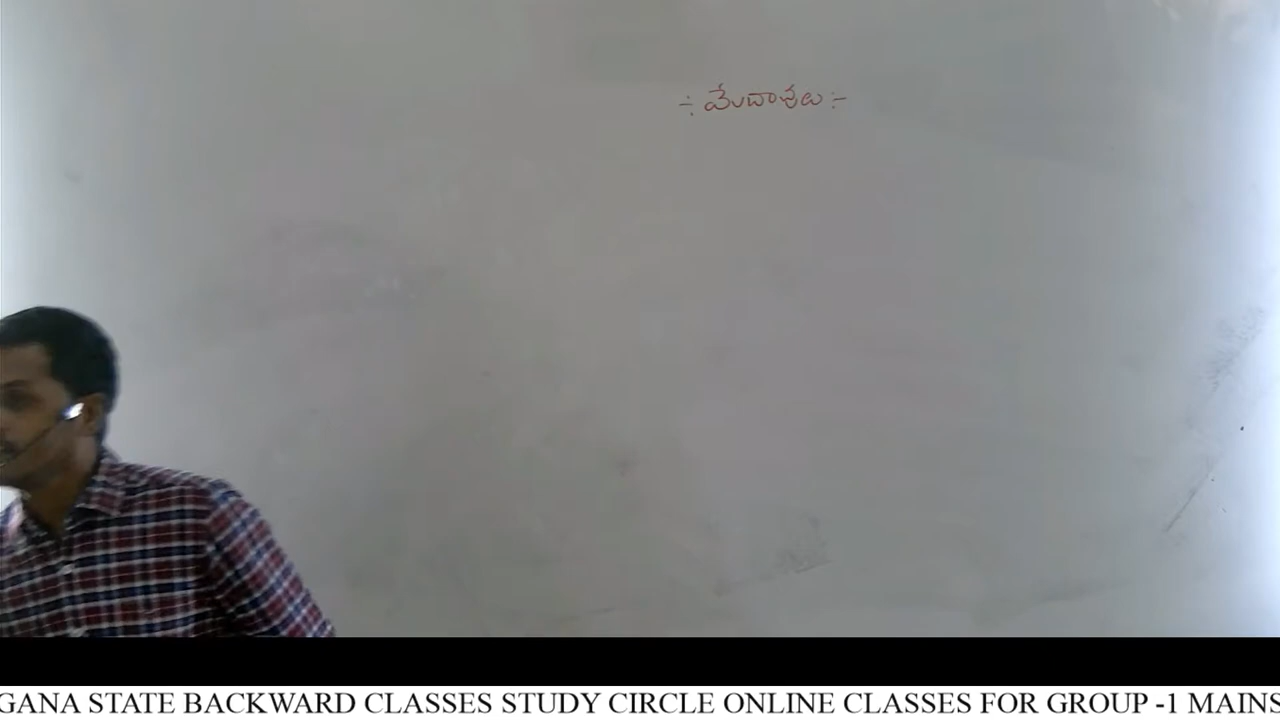 -: మేదావులు :-
GANA STATE BACKWARD CLASSES STUDY CIRCLE ONLINE CLASSES FOR GROUP -1 MAINS